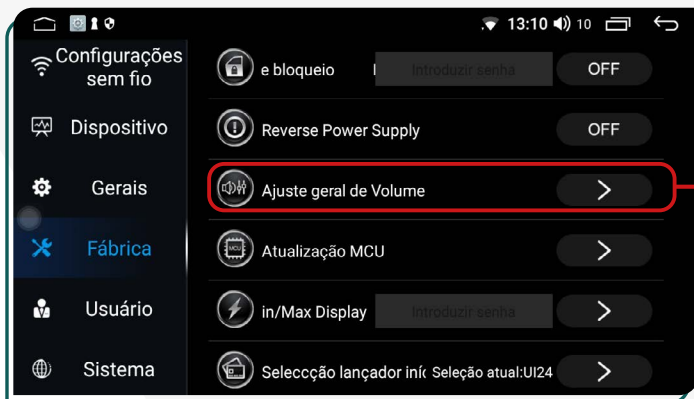 13:10 10
Configurações
sem fio
Dispositivo
Gerais
Fábrica
Usuário
Sistema
e bloqueio Introduzir senha OFF
Reverse Power Supply OFF
Ajuste geral de Volume
MCU Atualização MCU
in/Max Display Introduzir senha
Seleccção lançador iní Seleção atual:UI24